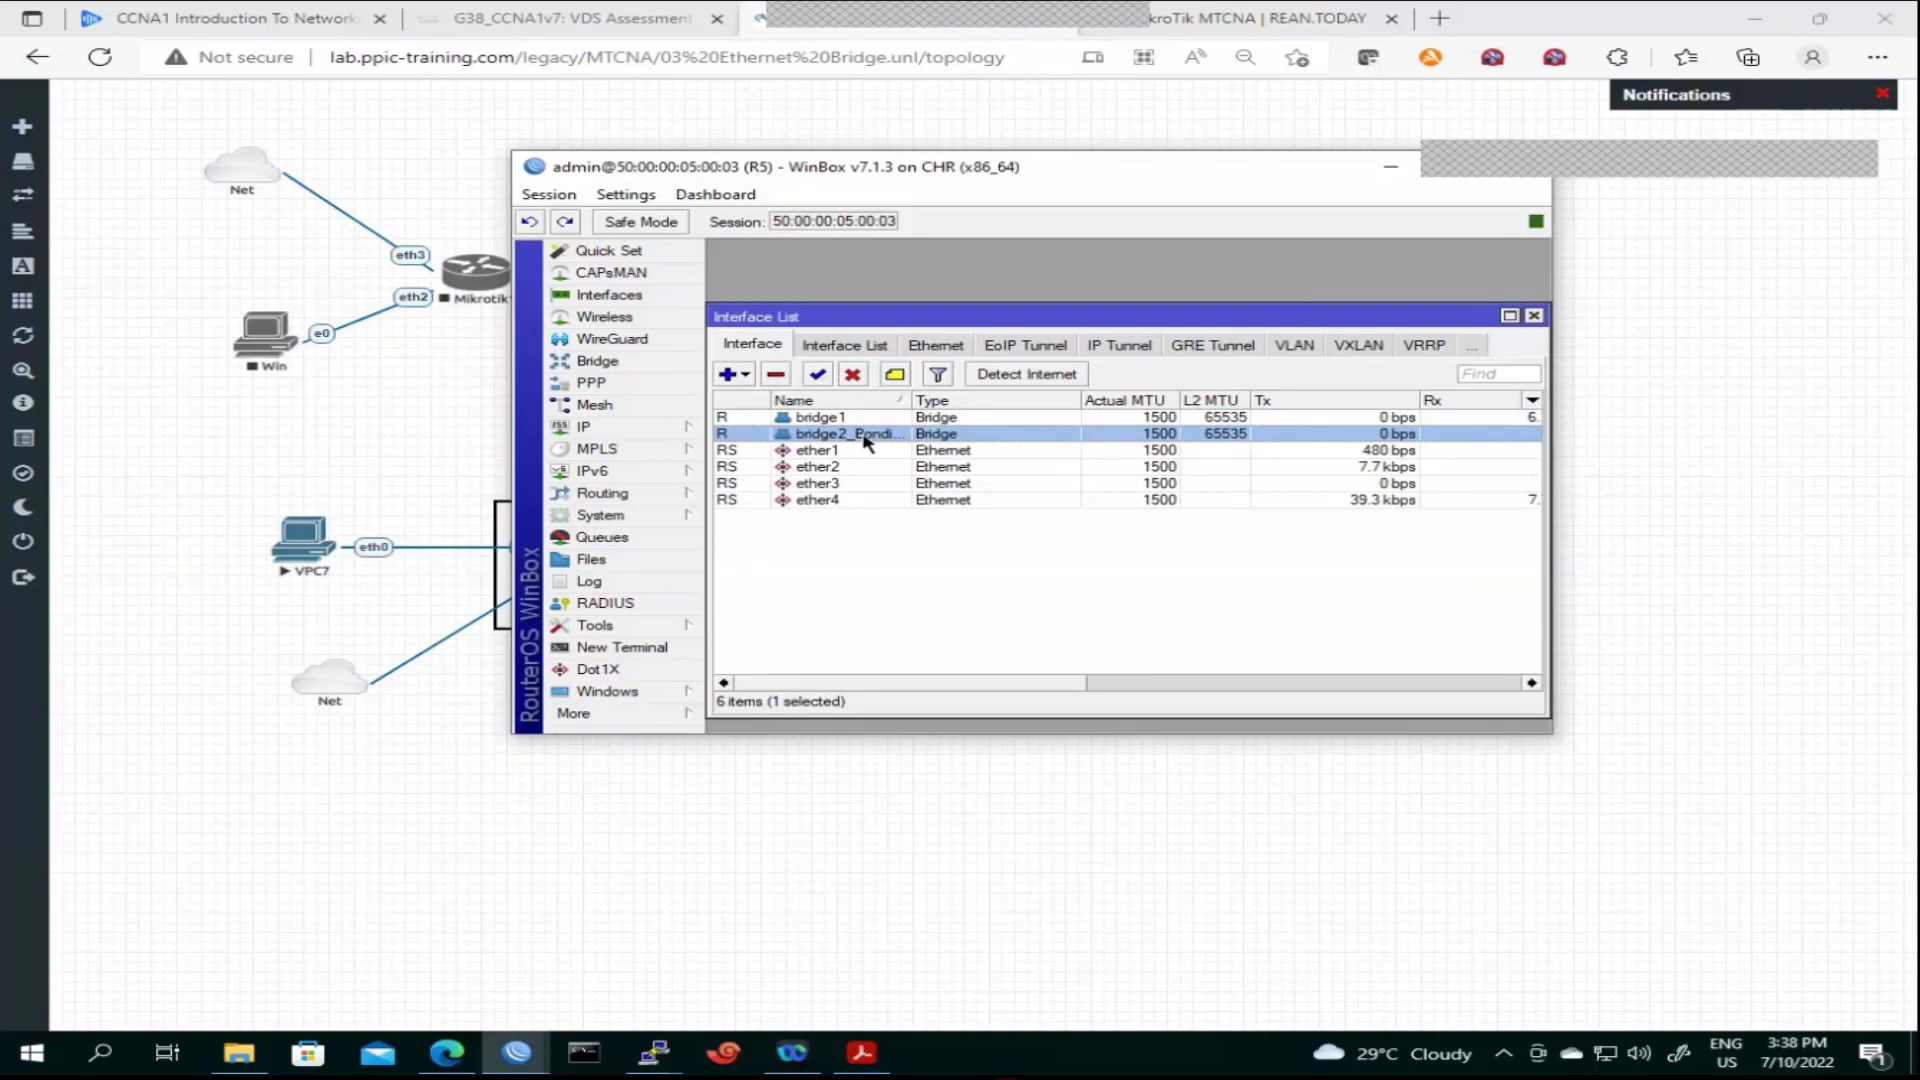 CCNA1 Introduction To Network
G38_CCNA1v7: VDS Assessment
kroTik MTCNA | REAN.TODAY
Not secure
lab.ppic-training.com/legacy/MTCNA/03%20Ethernet%20Bridge.unl/topology
Notifications
Net
eth3
eth2
Mikrotik
e0
Win
eth0
VPC7
Net
admin@50:00:00:05:00:03 (R5) - WinBox v7.1.3 on CHR (x86_64)
Session Settings Dashboard
Safe Mode Session: 50:00:00:05:00:03
RouterOS WinBox
Quick Set
CAPsMAN
Interfaces
Wireless
WireGuard
Bridge
PPP
Mesh
IP
MPLS
IPv6
Routing
System
Queues
Files
Log
RADIUS
Tools
New Terminal
Dot1X
Windows
More
Interface List
Interface Interface List Ethernet EoIP Tunnel IP Tunnel GRE Tunnel VLAN VXLAN VRRP ...
Detect Internet Find
Name Type Actual MTU L2 MTU Tx Rx
R bridge1 Bridge 1500 65535 0 bps 6.
R bridge2_Bondi... Bridge 1500 65535 0 bps
RS ether1 Ethernet 1500 480 bps
RS ether2 Ethernet 1500 7.7 kbps
RS ether3 Ethernet 1500 0 bps
RS ether4 Ethernet 1500 39.3 kbps 7.
6 items (1 selected)
29°C Cloudy
ENG
US
3:38 PM
7/10/2022
1